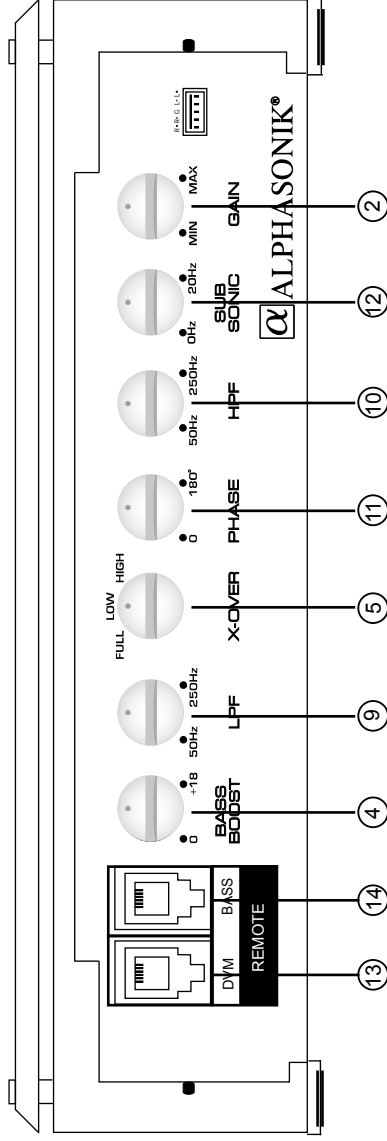 R+R- G L- L+
MAX
MIN
GAIN
20Hz
0Hz
SUB
SONIC
250Hz
50Hz
HPF
180°
0
PHASE
HIGH
LOW
FULL
X-OVER
250Hz
50Hz
LPF
+18
0
BASS
BOOST
α ALPHASONIK®
BASS
DVM
REMOTE
2
12
10
11
5
9
4
14
13